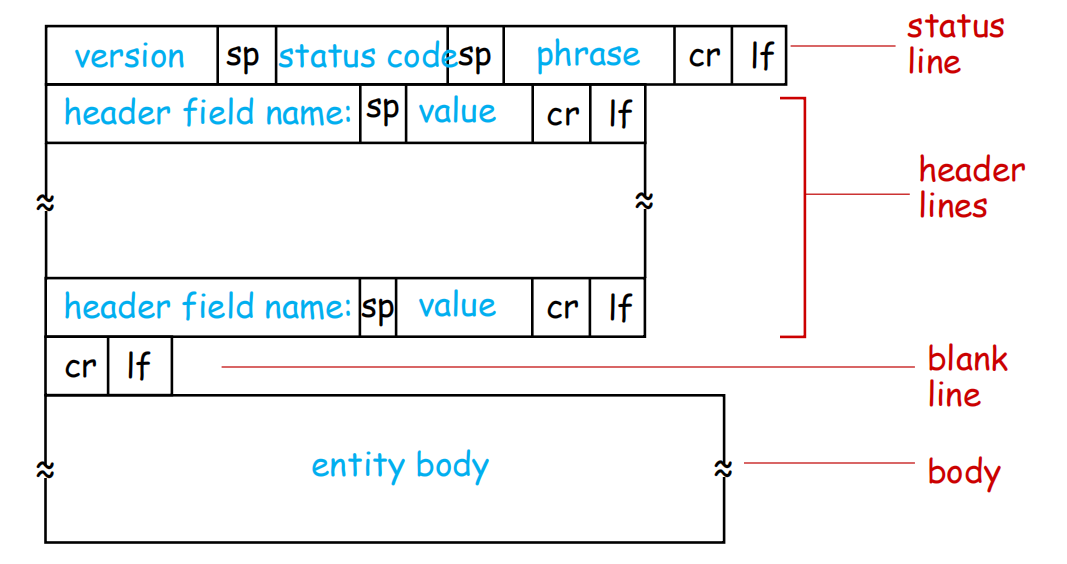 version sp status code sp phrase cr lf
status
line
header field name: sp value cr lf
header
lines
header field name: sp value cr lf
cr lf
blank
line
entity body
body